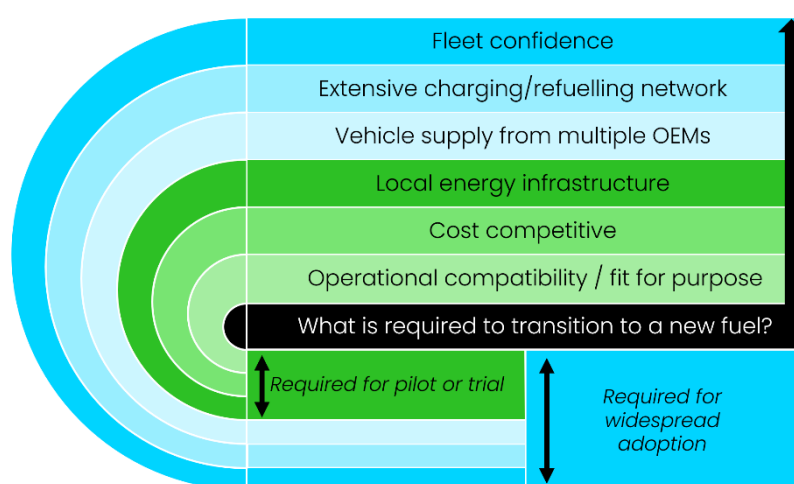 Fleet confidence
Extensive charging/refuelling network
Vehicle supply from multiple OEMs
Local energy infrastructure
Cost competitive
Operational compatibility / fit for purpose
What is required to transition to a new fuel?
Required for pilot or trial
Required for
widespread
adoption